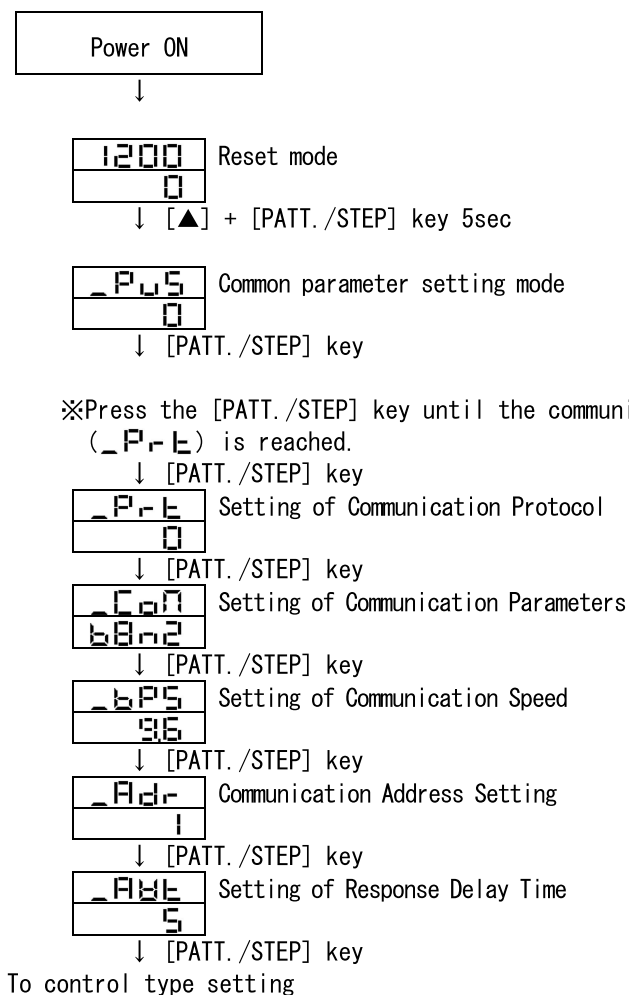 Power ON
↓
1200 Reset mode
0
↓ [▲] + [PATT./STEP] key 5sec
_PuS Common parameter setting mode
0
↓ [PATT./STEP] key
※Press the [PATT./STEP] key until the communi
(_Prt) is reached.
↓ [PATT./STEP] key
_Prt Setting of Communication Protocol
0
↓ [PATT./STEP] key
_CoM Setting of Communication Parameters
b8n2
↓ [PATT./STEP] key
_bPS Setting of Communication Speed
9.6
↓ [PATT./STEP] key
_Adr Communication Address Setting
1
↓ [PATT./STEP] key
_AWt Setting of Response Delay Time
5
↓ [PATT./STEP] key
To control type setting